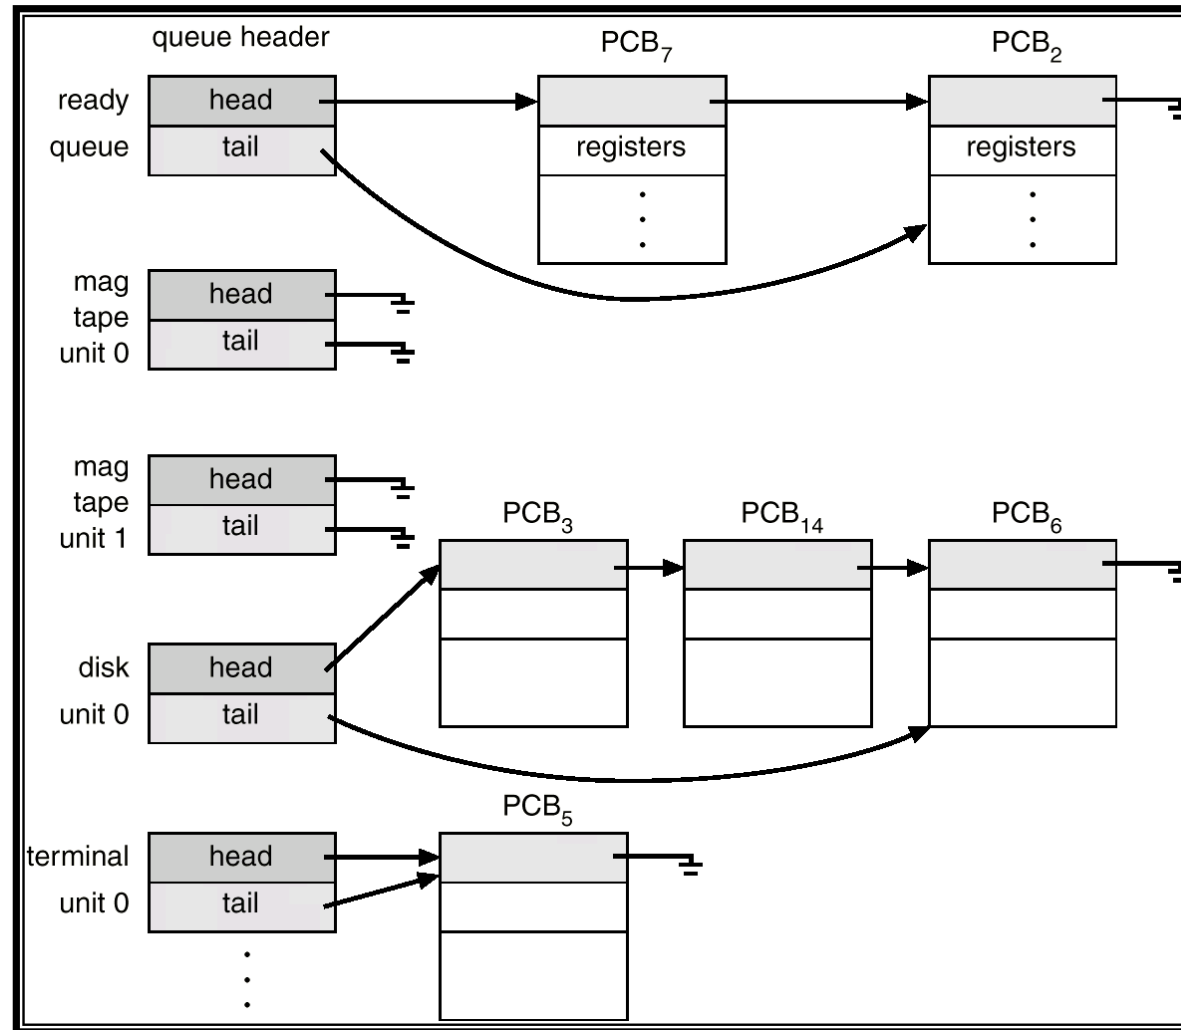 queue header
PCB7
PCB2
ready
head
queue
tail
registers
registers
mag
tape
unit 0
head
tail
mag
tape
unit 1
head
tail
PCB3
PCB14
PCB6
disk
head
unit 0
tail
PCB5
terminal
head
unit 0
tail